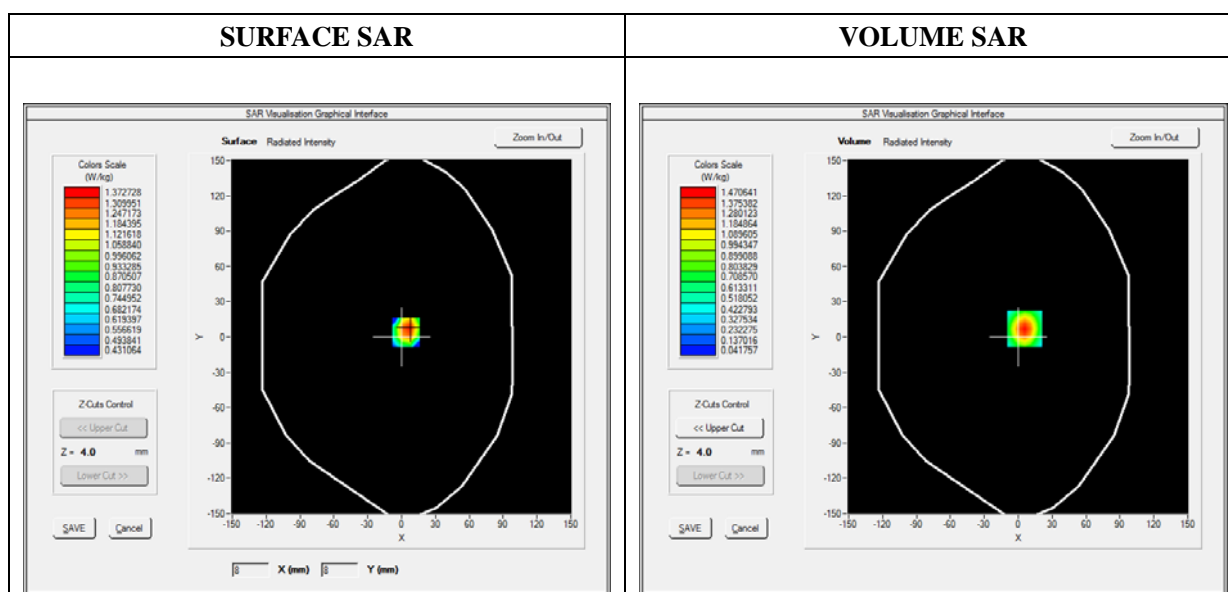 SURFACE SAR
VOLUME SAR
SAR Visualisation Graphical Interface
Surface Radiated Intensity
Zoom In/Out
Colors Scale
(W/kg)
1.372728
1.309951
1.247173
1.184395
1.121618
1.058840
0.996062
0.933285
0.870507
0.807730
0.744952
0.682174
0.619397
0.556619
0.493841
0.431064
Z-Cuts Control
<< Upper Cut
Z = 4.0 mm
Lower Cut >>
SAVE Cancel
150
120
90
60
30
0
-30
-60
-90
-120
-150
Y
-150 -120 -90 -60 -30 0 30 60 90 120 150
X
8 X (mm) 8 Y (mm)
SAR Visualisation Graphical Interface
Volume Radiated Intensity
Zoom In/Out
Colors Scale
(W/kg)
1.470641
1.375382
1.280123
1.184864
1.089605
0.994347
0.899088
0.803829
0.708570
0.613311
0.518052
0.422793
0.327534
0.232275
0.137016
0.041757
Z-Cuts Control
<< Upper Cut
Z = 4.0 mm
Lower Cut >>
SAVE Cancel
150
120
90
60
30
0
-30
-60
-90
-120
-150
Y
-150 -120 -90 -60 -30 0 30 60 90 120 150
X